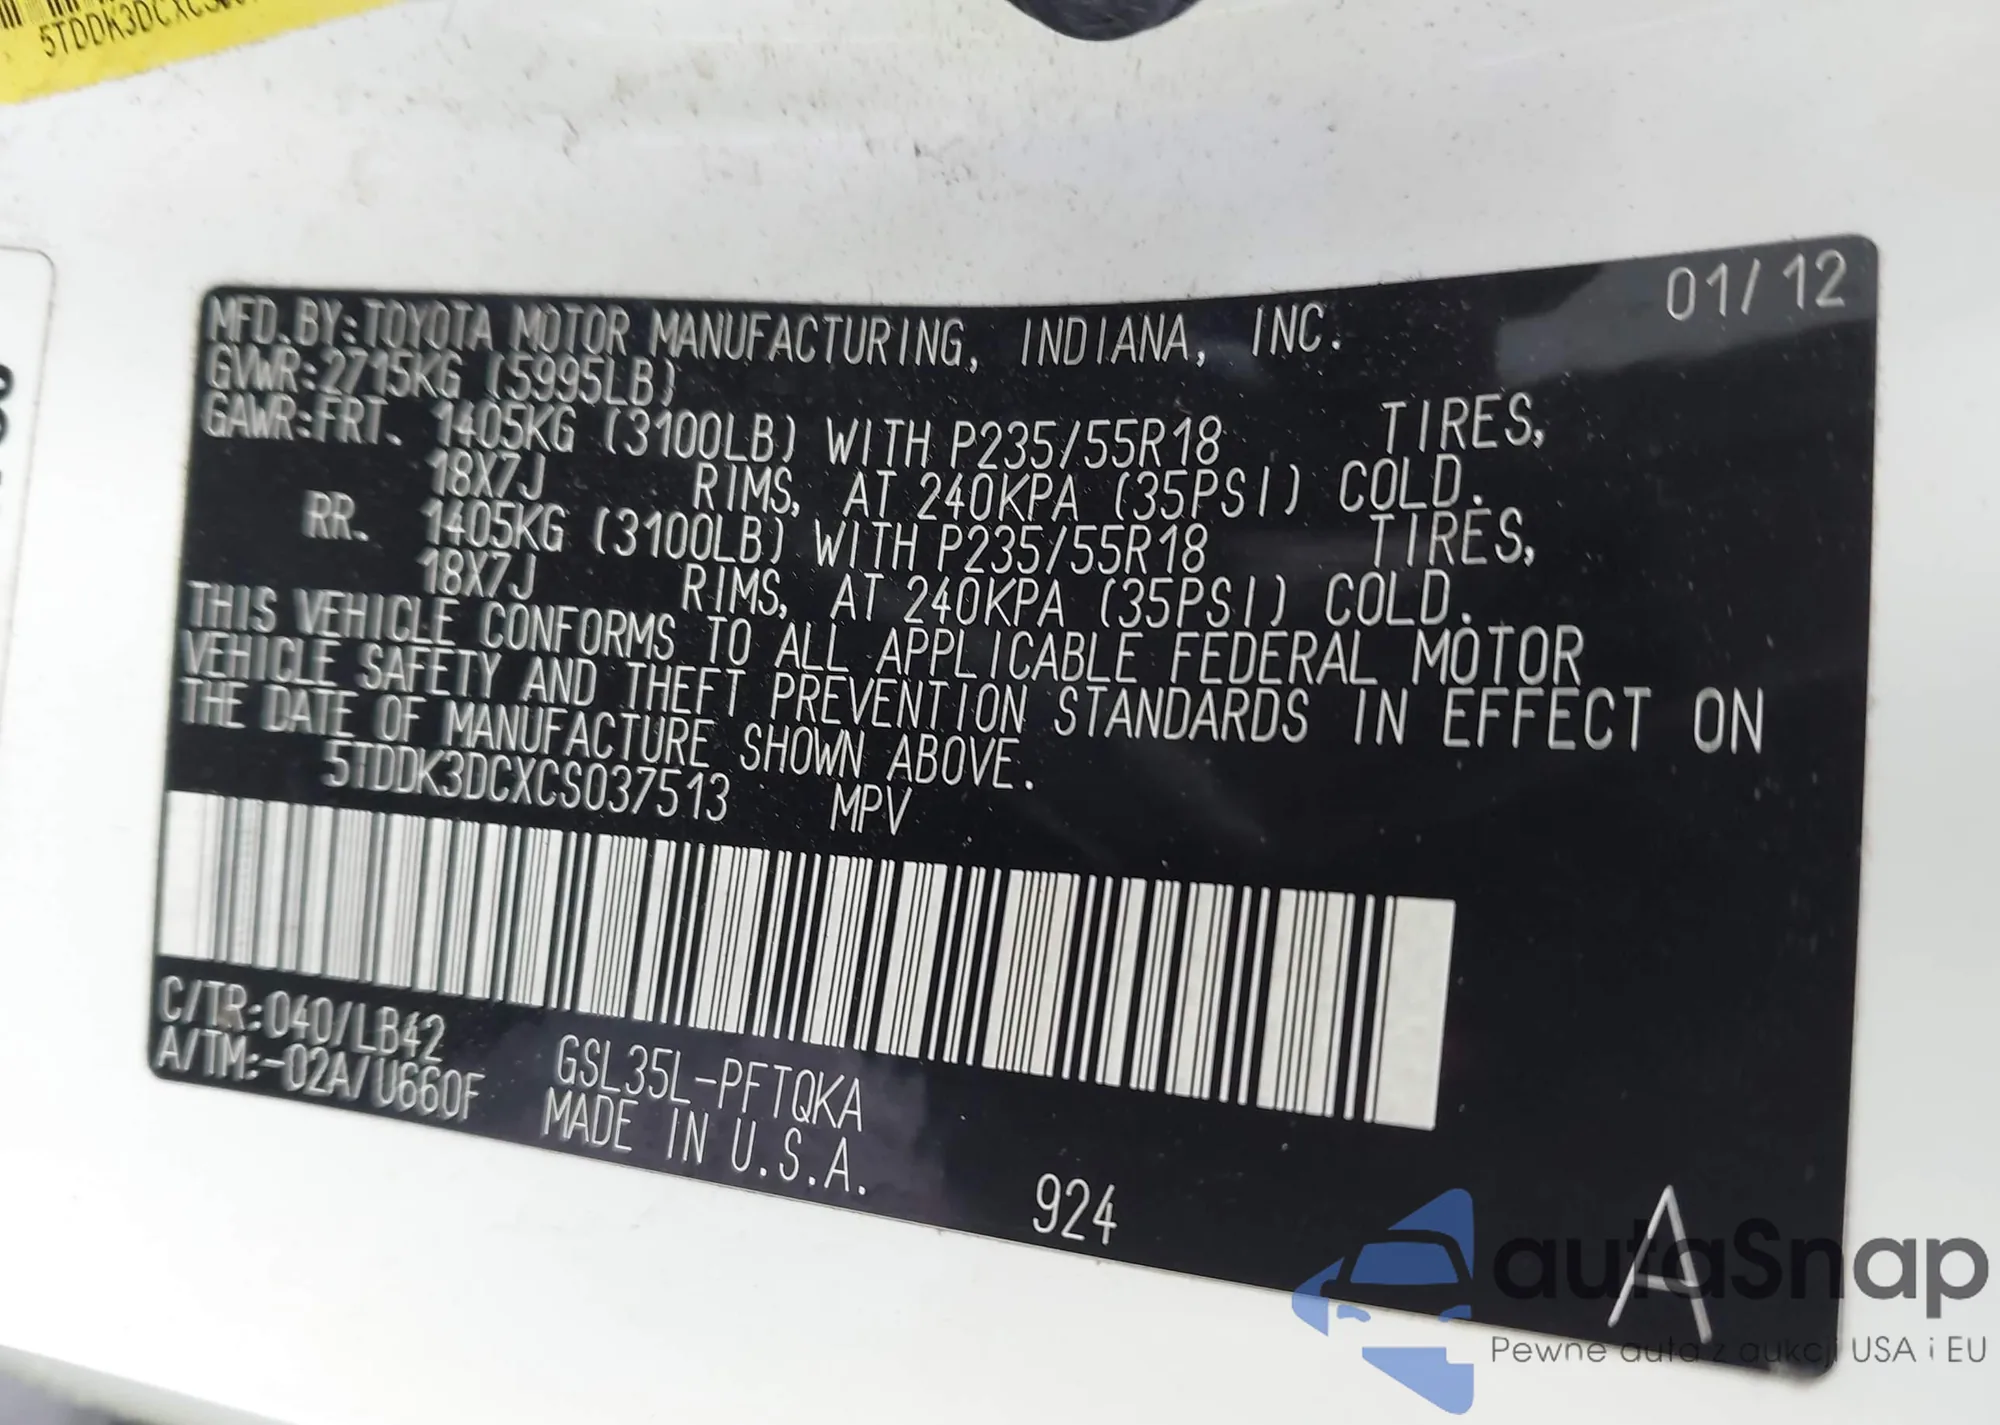 5TDDK3DCXCS
01/12
MFD.BY:TOYOTA MOTOR MANUFACTURING, INDIANA, INC.
GVWR:2715KG (5995LB)
GAWR:FRT. 1405KG (3100LB) WITH P235/55R18 TIRES,
18X7J RIMS, AT 240KPA (35PSI) COLD.
RR. 1405KG (3100LB) WITH P235/55R18 TIRES,
18X7J RIMS, AT 240KPA (35PSI) COLD.
THIS VEHICLE CONFORMS TO ALL APPLICABLE FEDERAL MOTOR
VEHICLE SAFETY AND THEFT PREVENTION STANDARDS IN EFFECT ON
THE DATE OF MANUFACTURE SHOWN ABOVE.
5TDDK3DCXCS037513 MPV
C/TR:040/LB42 GSL35L-PFTQKA
A/TM:-02A/U660F MADE IN U.S.A.
924
A
autaSnap
Pewne auta z aukcji USA i EU